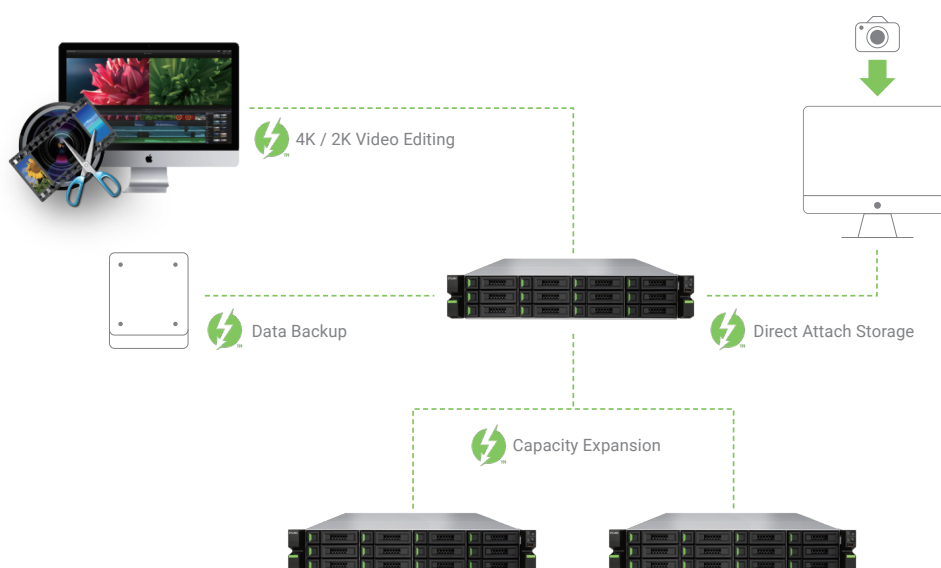 4K / 2K Video Editing
Data Backup
Direct Attach Storage
Capacity Expansion